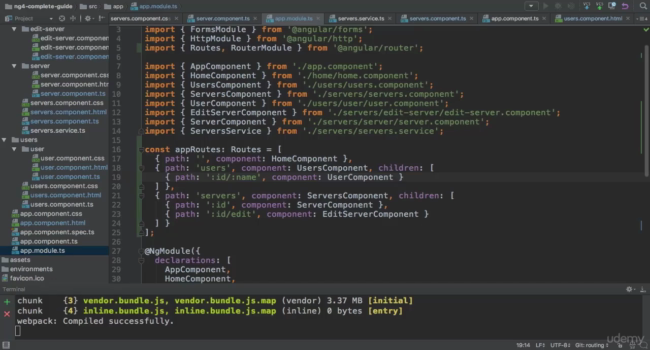 ng4-complete-guide src app app.module.ts
Project
servers.component.css
server.component.ts
app.module.ts
servers.service.ts
app.component.ts
users.component.html
edit-server
edit-server.component
edit-server.component
edit-server.component
server
server.component.css
server.component.html
server.component.ts
servers.component.css
servers.component.html
servers.component.ts
servers.service.ts
users
user
user.component.css
user.component.html
user.component.ts
users.component.css
users.component.html
users.component.ts
app.component.css
app.component.html
app.component.spec.ts
app.component.ts
app.module.ts
assets
environments
favicon.ico
3 import { FormsModule } from '@angular/forms';
4 import { HttpModule } from '@angular/http';
5 import { Routes, RouterModule } from '@angular/router';
6
7 import { AppComponent } from './app.component';
8 import { HomeComponent } from './home/home.component';
9 import { UsersComponent } from './users/users.component';
10 import { ServersComponent } from './servers/servers.component';
11 import { UserComponent } from './users/user/user.component';
12 import { EditServerComponent } from './servers/edit-server/edit-server.component';
13 import { ServerComponent } from './servers/server/server.component';
14 import { ServersService } from './servers/servers.service';
15
16 const appRoutes: Routes = [
17 { path: '', component: HomeComponent },
18 { path: 'users', component: UsersComponent, children: [
19 { path: ':id/:name', component: UserComponent }
20 ] },
21 { path: 'servers', component: ServersComponent, children: [
22 { path: ':id', component: ServerComponent },
23 { path: ':id/edit', component: EditServerComponent }
24 ] }
25 ];
26
27 @NgModule({
28 declarations: [
29 AppComponent,
30 HomeComponent,
Terminal
chunk {3} vendor.bundle.js, vendor.bundle.js.map (vendor) 3.37 MB [initial]
chunk {4} inline.bundle.js, inline.bundle.js.map (inline) 0 bytes [entry]
webpack: Compiled successfully.
udemy
19:14 LF÷ UTF-8÷ Git: routing÷